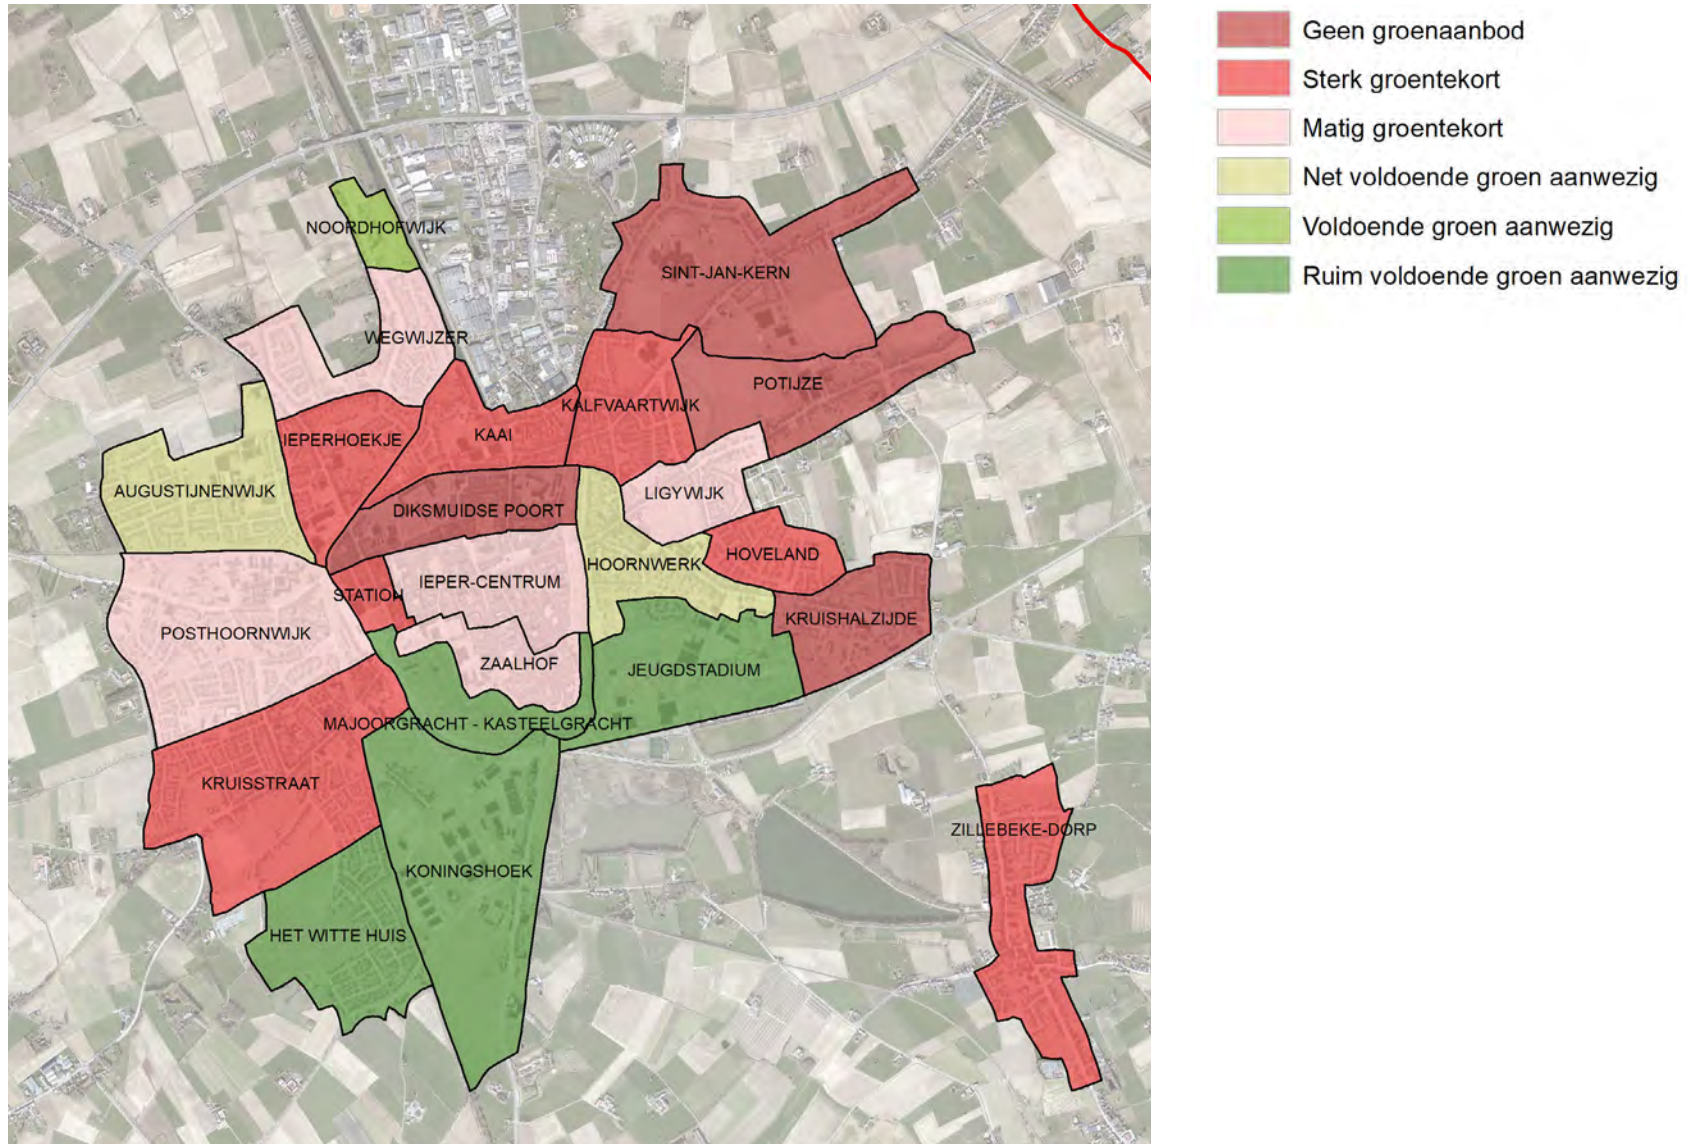 Geen groenaanbod
Sterk groentekort
Matig groentekort
Net voldoende groen aanwezig
Voldoende groen aanwezig
Ruim voldoende groen aanwezig
NOORDHOFWIJK
SINT-JAN-KERN
WEGWIJZER
POTIJZE
KALFVAARTWIJK
IEPERHOEKJE
KAAI
AUGUSTIJNENWIJK
LIGYWIJK
DIKSMUIDSE POORT
HOVELAND
HOORNWERK
IEPER-CENTRUM
STATION
KRUISHALZIJDE
POSTHOORNWIJK
ZAALHOF
JEUGDSTADIUM
MAJOORGRACHT - KASTEELGRACHT
KRUISSTRAAT
ZILLEBEKE-DORP
KONINGSHOEK
HET WITTE HUIS